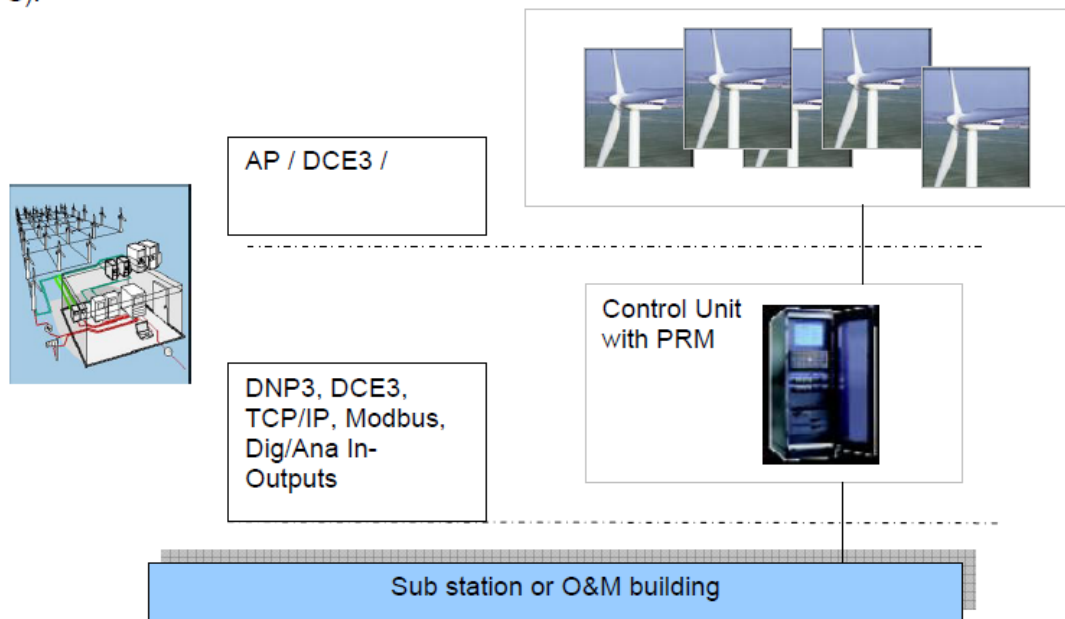 AP / DCE3 /
Control Unit
with PRM
DNP3, DCE3,
TCP/IP, Modbus,
Dig/Ana In-
Outputs
Sub station or O&M building